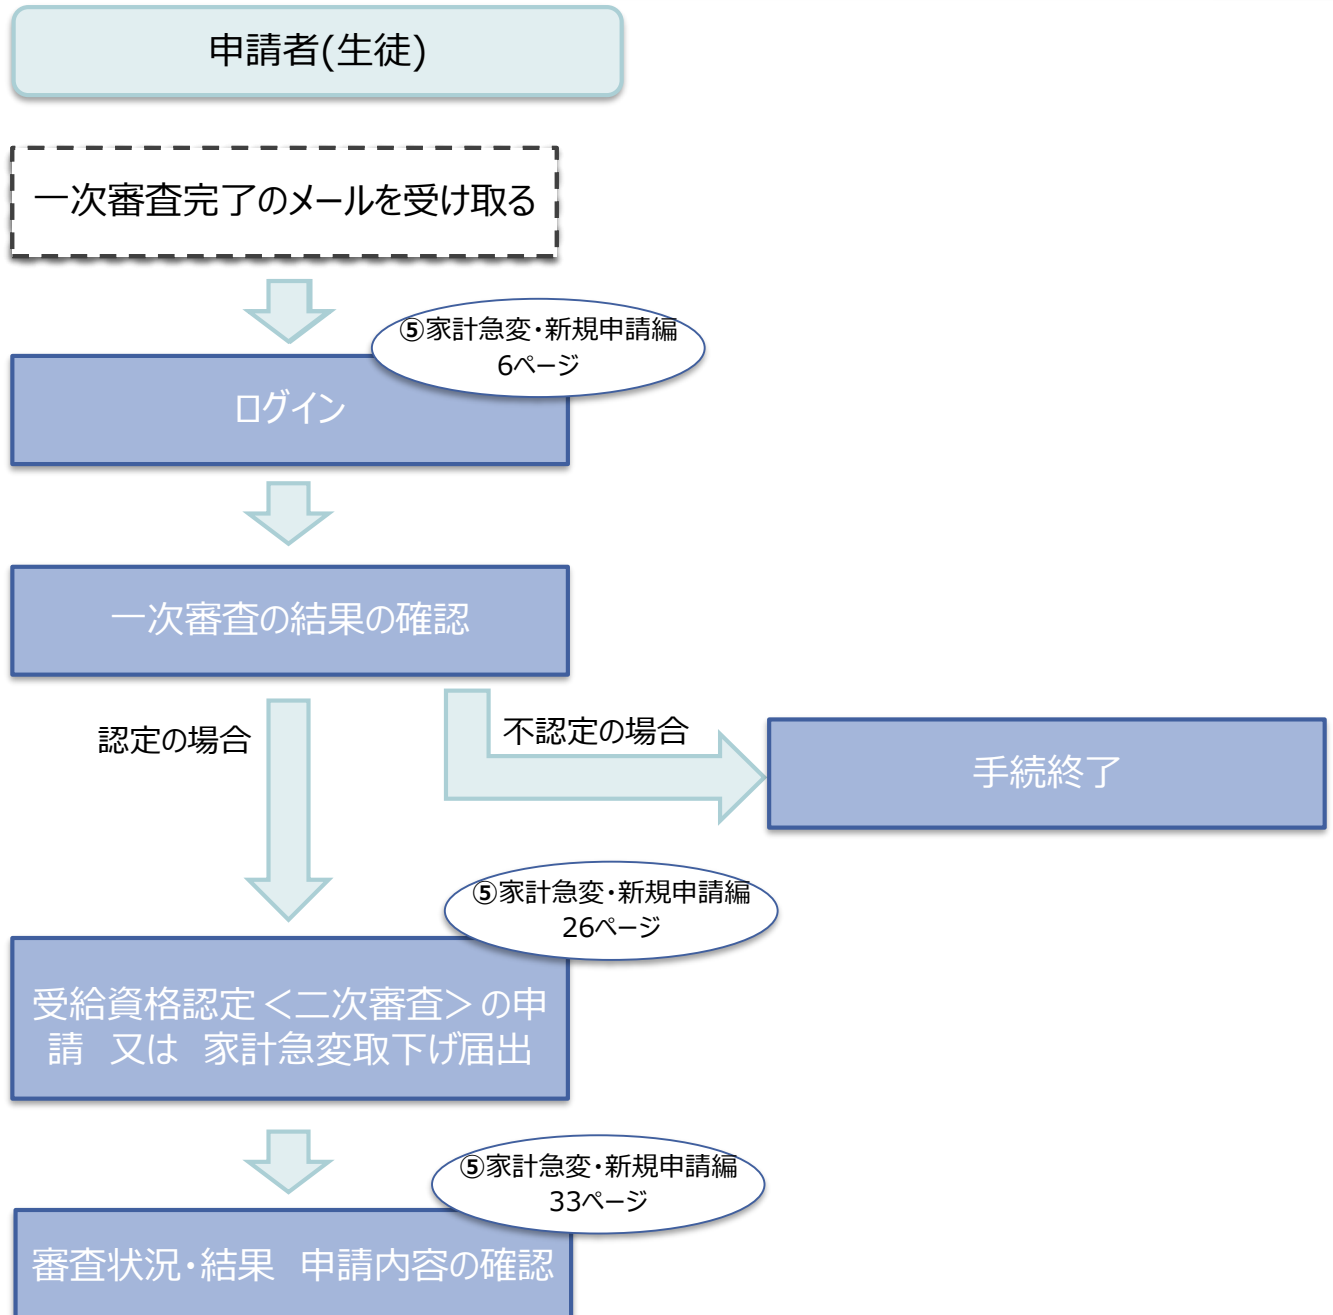 申請者(生徒)
一次審査完了のメールを受け取る
⑤家計急変・新規申請編
6ページ
ログイン
一次審査の結果の確認
認定の場合
不認定の場合
手続終了
⑤家計急変・新規申請編
26ページ
受給資格認定＜二次審査＞の申
請　又は　家計急変取下げ届出
⑤家計急変・新規申請編
33ページ
審査状況・結果　申請内容の確認